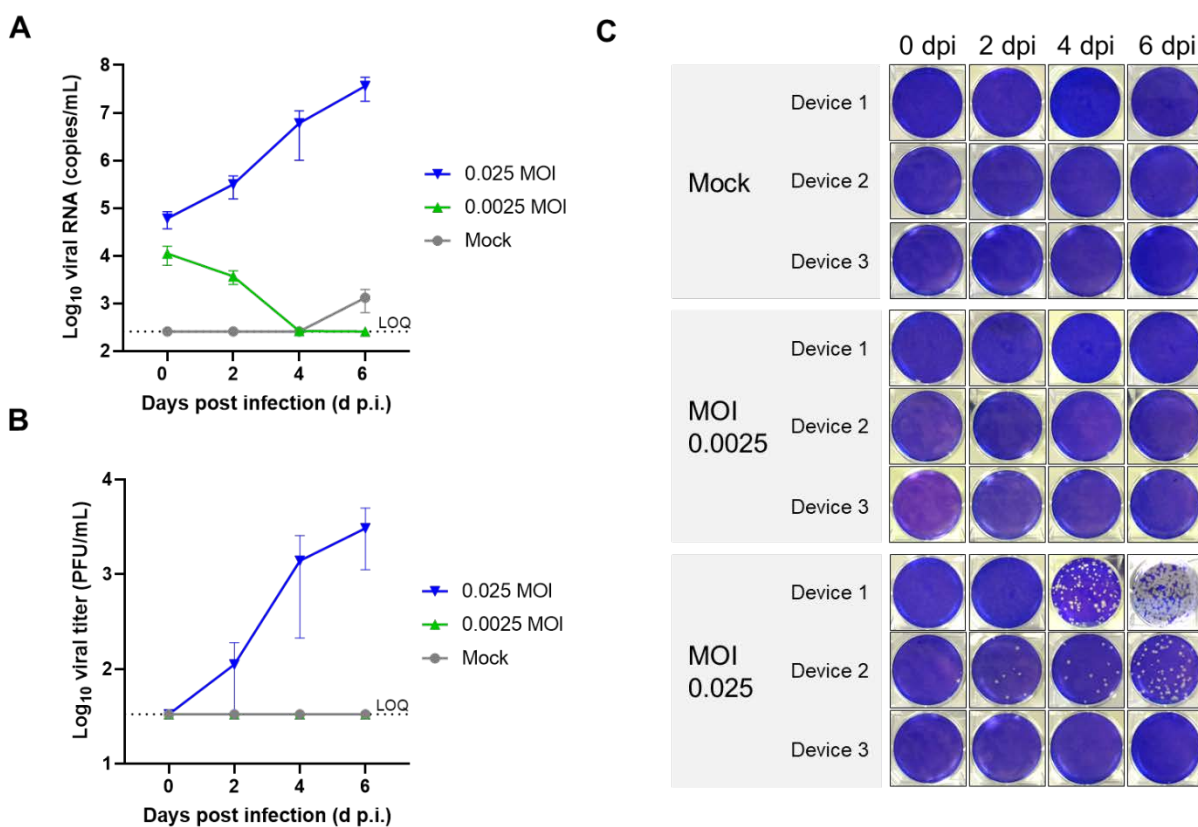 A
Log10 viral RNA (copies/mL)
8
7
6
5
4
3
2
LOQ
0 2 4 6
Days post infection (d p.i.)
0.025 MOI
0.0025 MOI
Mock
B
Log10 viral titer (PFU/mL)
4
3
2
1
LOQ
0 2 4 6
Days post infection (d p.i.)
0.025 MOI
0.0025 MOI
Mock
C
0 dpi 2 dpi 4 dpi 6 dpi
Mock
Device 1
Device 2
Device 3
MOI
0.0025
Device 1
Device 2
Device 3
MOI
0.025
Device 1
Device 2
Device 3